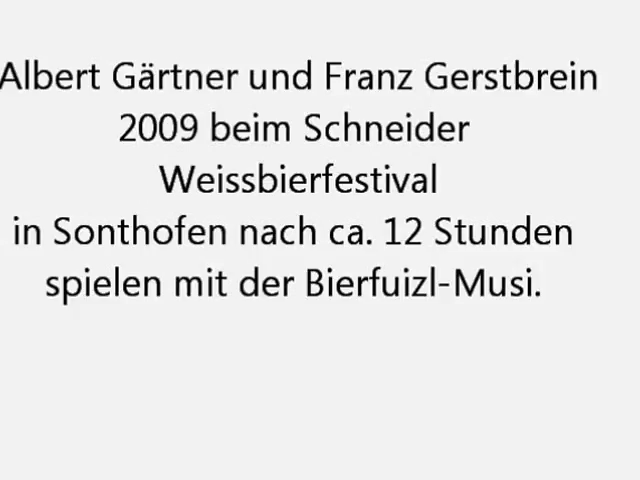 Albert Gärtner und Franz Gerstbrein
2009 beim Schneider
Weissbierfestival
in Sonthofen nach ca. 12 Stunden
spielen mit der Bierfuizl-Musi.